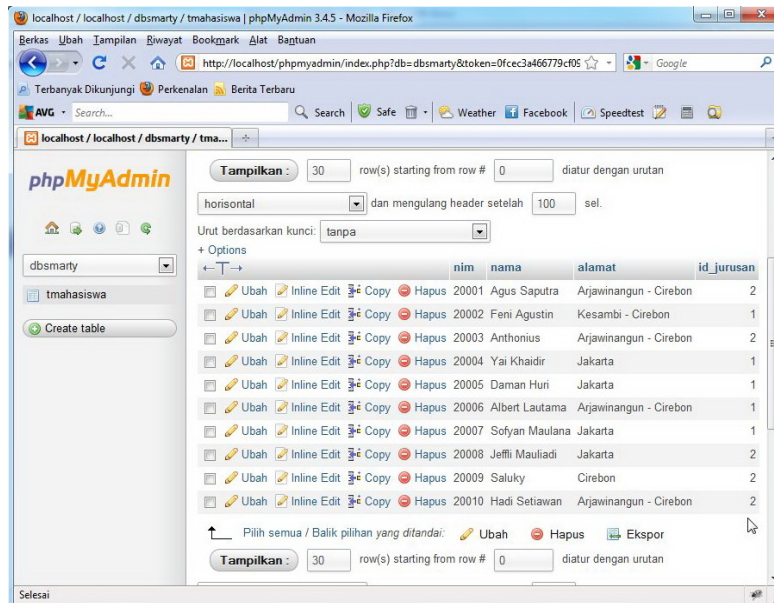 localhost / localhost / dbsmarty / tmahasiswa | phpMyAdmin 3.4.5 - Mozilla Firefox
Berkas Ubah Tampilan Riwayat Bookmark Alat Bantuan
http://localhost/phpmyadmin/index.php?db=dbsmarty&token=0fcec3a466779cf05 Google
Terbanyak Dikunjungi Perkenalan Berita Terbaru
AVG Search... Search Safe Weather Facebook Speedtest
localhost / localhost / dbsmarty / tma...
phpMyAdmin
dbsmarty
tmahasiswa
Create table
Tampilkan : 30 row(s) starting from row # 0 diatur dengan urutan
horisontal dan mengulang header setelah 100 sel.
Urut berdasarkan kunci: tanpa
+ Options
←T→ nim nama alamat id_jurusan
Ubah Inline Edit Copy Hapus 20001 Agus Saputra Arjawinangun - Cirebon 2
Ubah Inline Edit Copy Hapus 20002 Feni Agustin Kesambi - Cirebon 1
Ubah Inline Edit Copy Hapus 20003 Anthonius Arjawinangun - Cirebon 2
Ubah Inline Edit Copy Hapus 20004 Yai Khaidir Jakarta 1
Ubah Inline Edit Copy Hapus 20005 Daman Huri Jakarta 1
Ubah Inline Edit Copy Hapus 20006 Albert Lautama Arjawinangun - Cirebon 1
Ubah Inline Edit Copy Hapus 20007 Sofyan Maulana Jakarta 1
Ubah Inline Edit Copy Hapus 20008 Jeffli Mauliadi Jakarta 2
Ubah Inline Edit Copy Hapus 20009 Saluky Cirebon 2
Ubah Inline Edit Copy Hapus 20010 Hadi Setiawan Arjawinangun - Cirebon 2
Pilih semua / Balik pilihan yang ditandai: Ubah Hapus Ekspor
Tampilkan : 30 row(s) starting from row # 0 diatur dengan urutan
Selesai